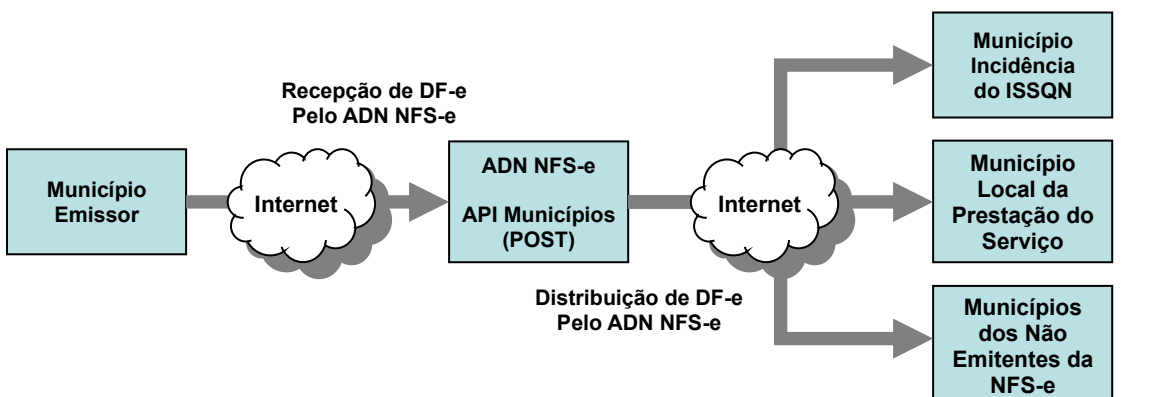 Município
Emissor
Internet
Recepção de DF-e
Pelo ADN NFS-e
ADN NFS-e
API Municípios
(POST)
Distribuição de DF-e
Pelo ADN NFS-e
Internet
Município
Incidência
do ISSQN
Município
Local da
Prestação do
Serviço
Municípios
dos Não
Emitentes da
NFS-e